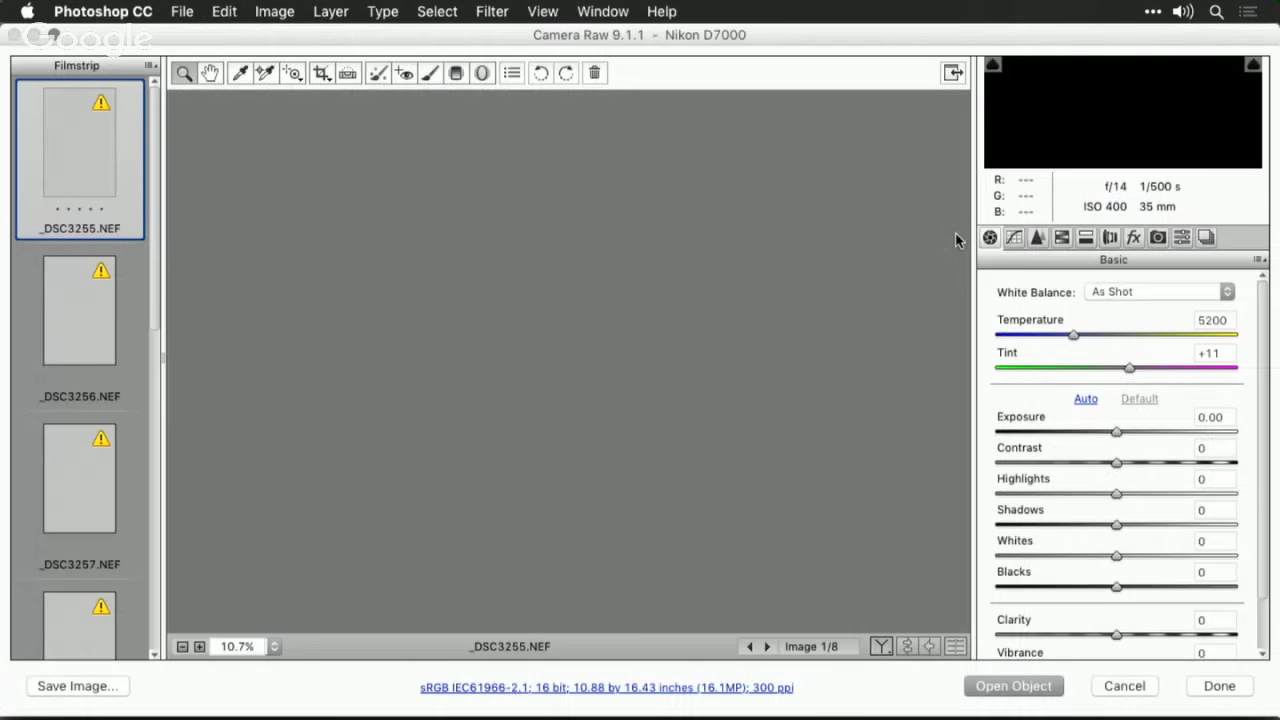 Photoshop CC File Edit Image Layer Type Select Filter View Window Help
Google
Camera Raw 9.1.1 - Nikon D7000
Filmstrip
_DSC3255.NEF
_DSC3256.NEF
_DSC3257.NEF
10.7%
_DSC3255.NEF
Image 1/8
R: ---
G: ---
B: ---
f/14 1/500 s
ISO 400 35 mm
fx
Basic
White Balance: As Shot
Temperature 5200
Tint +11
Auto Default
Exposure 0.00
Contrast 0
Highlights 0
Shadows 0
Whites 0
Blacks 0
Clarity 0
Vibrance 0
Save Image...
sRGB IEC61966-2.1; 16 bit; 10.88 by 16.43 inches (16.1MP); 300 ppi
Open Object Cancel Done